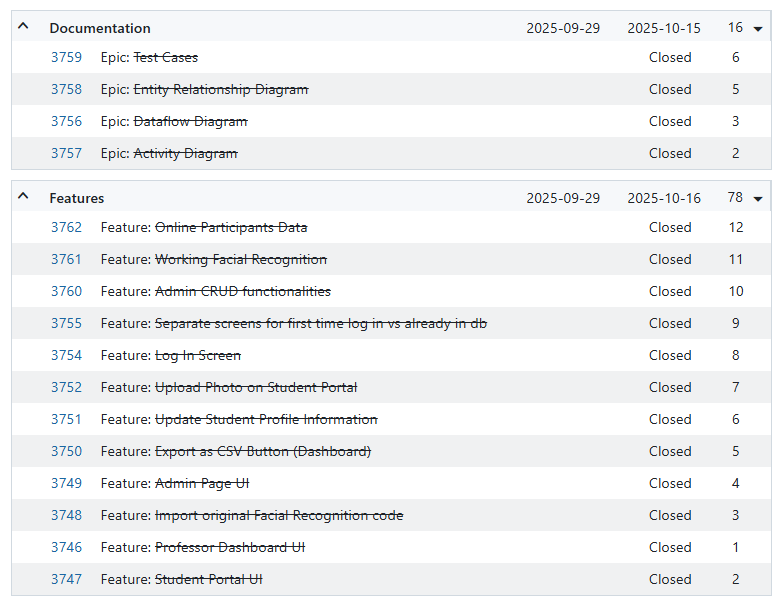 Documentation 2025-09-29 2025-10-15 16
3759 Epic: Test Cases Closed 6
3758 Epic: Entity Relationship Diagram Closed 5
3756 Epic: Dataflow Diagram Closed 3
3757 Epic: Activity Diagram Closed 2
Features 2025-09-29 2025-10-16 78
3762 Feature: Online Participants Data Closed 12
3761 Feature: Working Facial Recognition Closed 11
3760 Feature: Admin CRUD functionalities Closed 10
3755 Feature: Separate screens for first time log in vs already in db Closed 9
3754 Feature: Log In Screen Closed 8
3752 Feature: Upload Photo on Student Portal Closed 7
3751 Feature: Update Student Profile Information Closed 6
3750 Feature: Export as CSV Button (Dashboard) Closed 5
3749 Feature: Admin Page UI Closed 4
3748 Feature: Import original Facial Recognition code Closed 3
3746 Feature: Professor Dashboard UI Closed 1
3747 Feature: Student Portal UI Closed 2